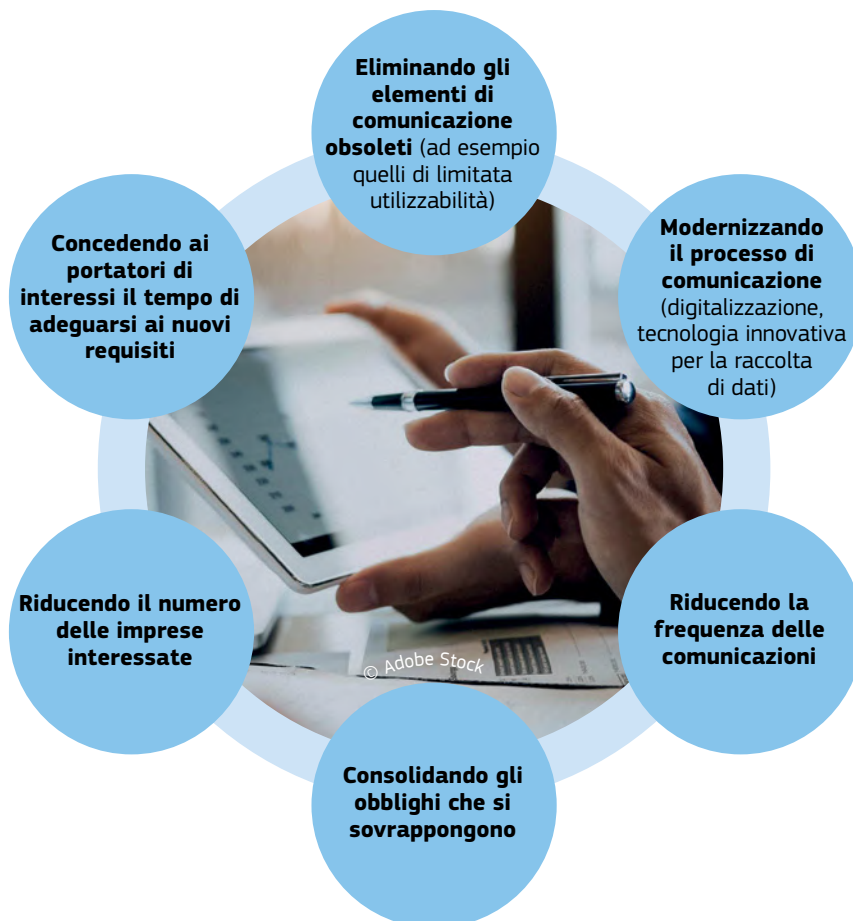 Eliminando gli
elementi di
comunicazione
obsoleti (ad esempio
quelli di limitata
utilizzabilità)
Modernizzando
il processo di
comunicazione
(digitalizzazione,
tecnologia innovativa
per la raccolta
di dati)
Riducendo la
frequenza delle
comunicazioni
Consolidando gli
obblighi che si
sovrappongono
Riducendo il numero
delle imprese
interessate
Concedendo ai
portatori di
interessi il tempo di
adeguarsi ai nuovi
requisiti
© Adobe Stock